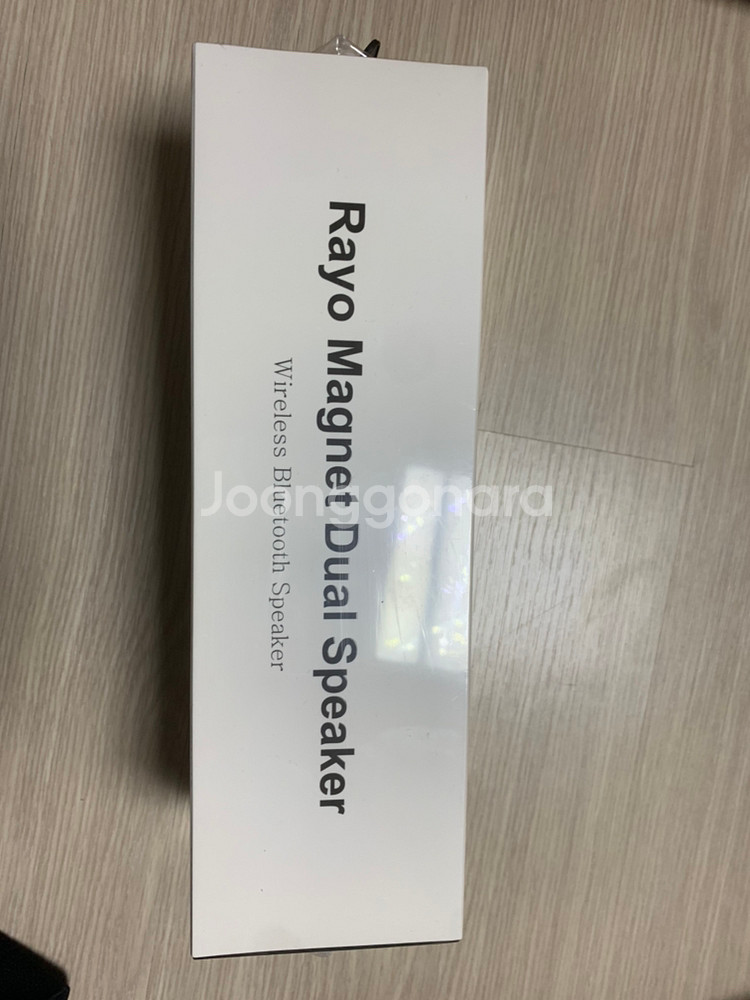 Rayo Magnet Dual Speaker
Wireless Bluetooth Speaker
Joonggonara